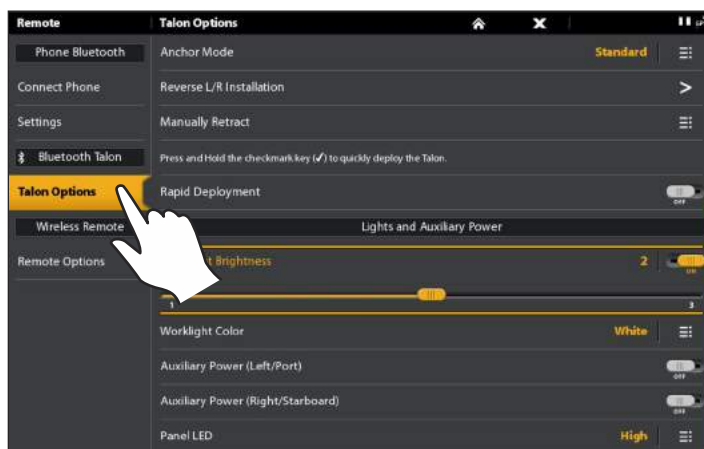 Remote
Talon Options
Phone Bluetooth
Anchor Mode
Standard
Connect Phone
Reverse L/R Installation
Settings
Manually Retract
Bluetooth Talon
Press and Hold the checkmark key (✓) to quickly deploy the Talon.
Talon Options
Rapid Deployment
OFF
Wireless Remote
Lights and Auxiliary Power
Remote Options
Brightness
2
ON
1
3
Worklight Color
White
Auxiliary Power (Left/Port)
OFF
Auxiliary Power (Right/Starboard)
OFF
Panel LED
High